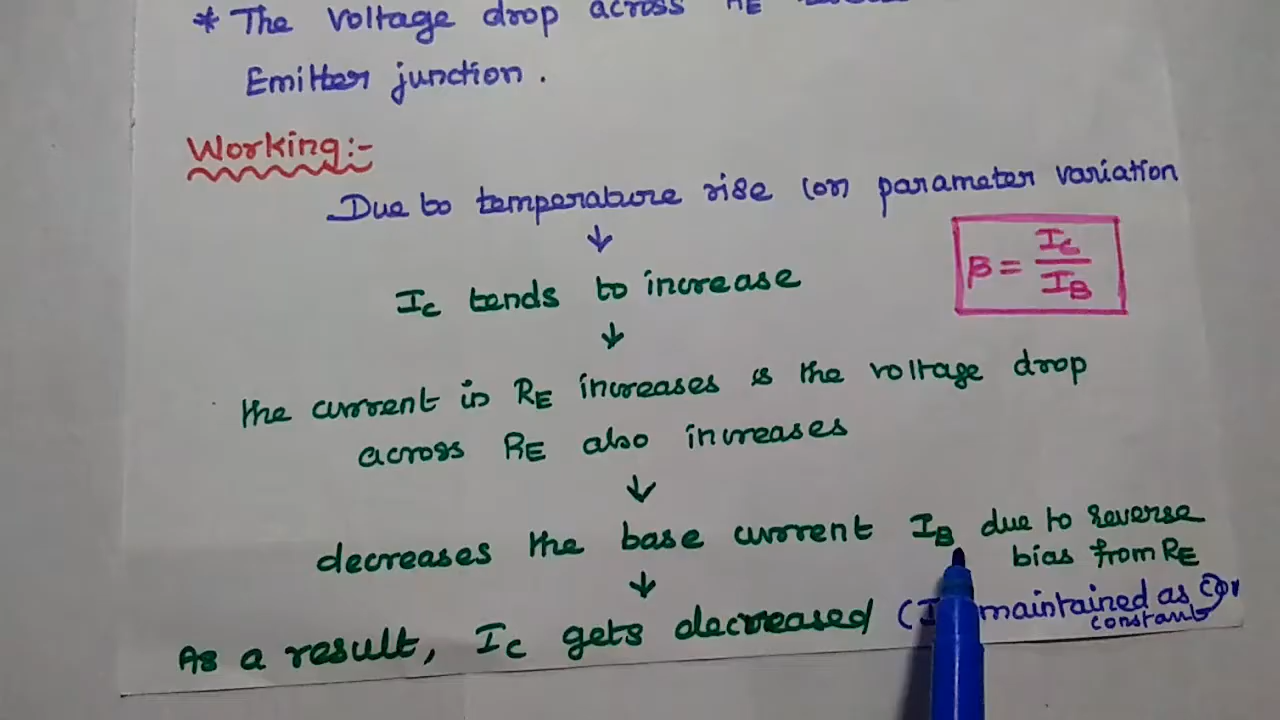 * The voltage drop across RE
Emitter junction.
Working:-
Due to temperature rise (or) parameter variation
↓
IC tends to increase
β = IC / IB
↓
the current in RE increases & the voltage drop
across RE also increases
↓
decreases the base current IB due to reverse
bias from RE
↓
As a result, IC gets decreased (I maintained as
constant